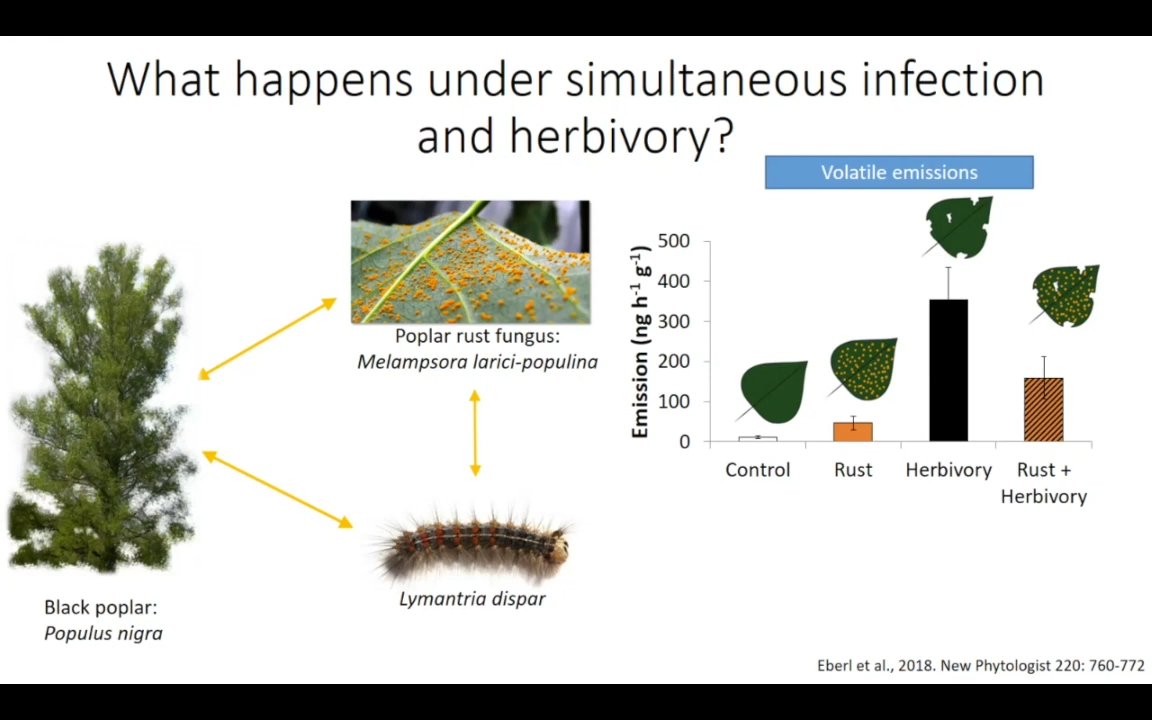 What happens under simultaneous infection
and herbivory?
Volatile emissions
Poplar rust fungus:
Melampsora larici-populina
Lymantria dispar
Black poplar:
Populus nigra
Emission (ng h⁻¹ g⁻¹)
500
400
300
200
100
0
Control
Rust
Herbivory
Rust +
Herbivory
Eberl et al., 2018. New Phytologist 220: 760-772